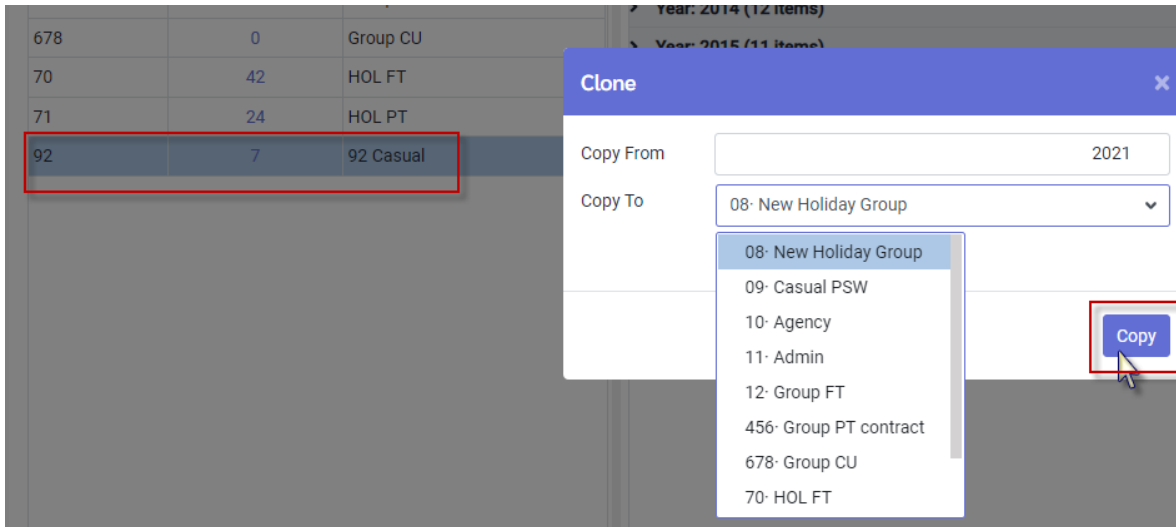 Year: 2014 (12 items)
678 0 Group CU
Year: 2015 (11 items)
70 42 HOL FT
71 24 HOL PT
92 7 92 Casual
Clone
×
Copy From 2021
Copy To 08· New Holiday Group
08· New Holiday Group
09· Casual PSW
10· Agency
11· Admin
12· Group FT
456· Group PT contract
678· Group CU
70· HOL FT
Copy